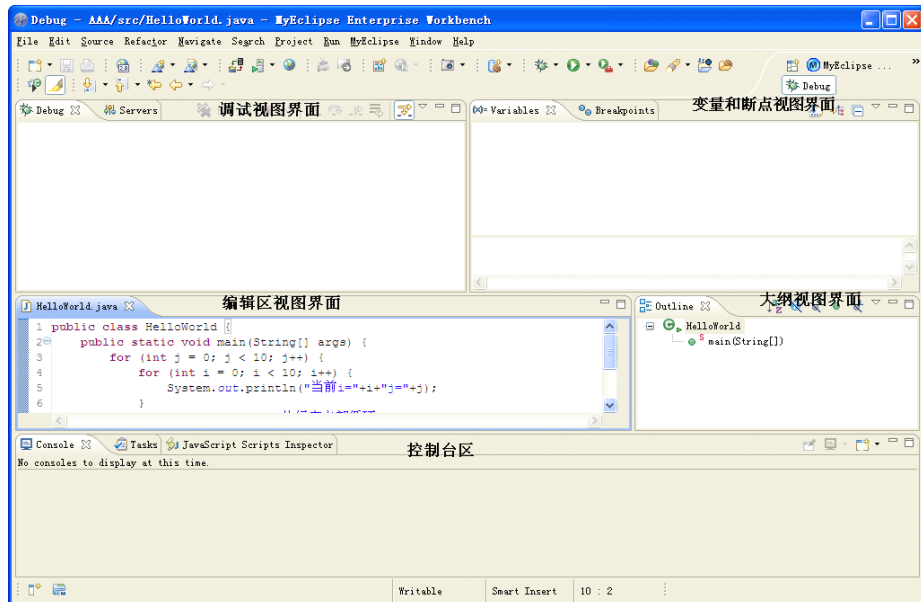 Debug - AAA/src/HelloWorld.java - MyEclipse Enterprise Workbench
File Edit Source Refactor Navigate Search Project Run MyEclipse Window Help
MyEclipse ... »
Debug
Debug Servers 调试视图界面
(x)= Variables Breakpoints 变量和断点视图界面
HelloWorld.java 编辑区视图界面
1 public class HelloWorld {
2 public static void main(String[] args) {
3 for (int j = 0; j < 10; j++) {
4 for (int i = 0; i < 10; i++) {
5 System.out.println("当前i="+i+"j="+j);
6 }
Outline 大纲视图界面
HelloWorld
S main(String[])
Console Tasks JavaScript Scripts Inspector 控制台区
No consoles to display at this time.
Writable Smart Insert 10 : 2